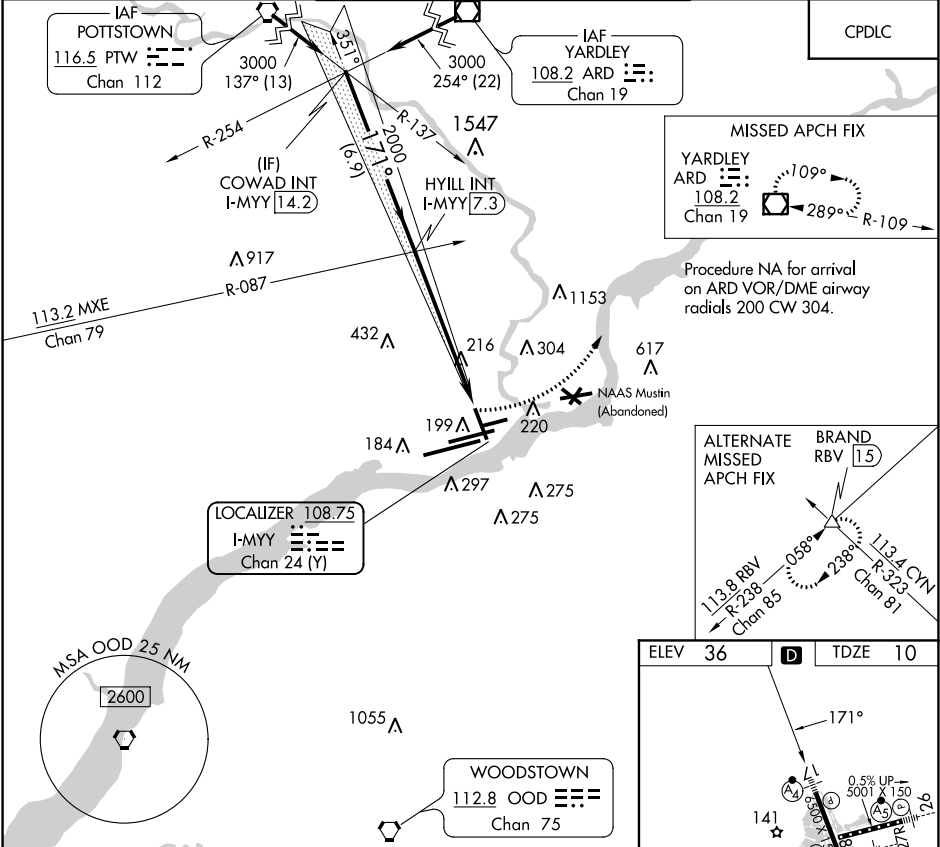 IAF
POTTSTOWN
116.5 PTW
Chan 112
3000
137° (13)
351°
3000
254° (22)
IAF
YARDLEY
108.2 ARD
Chan 19
CPDLC
R-254
R-137
2000
171°
(6.9)
1547
(IF)
COWAD INT
I-MYY 14.2
HYILL INT
I-MYY 7.3
MISSED APCH FIX
YARDLEY
ARD
108.2
Chan 19
109°
289°
R-109
917
R-087
113.2 MXE
Chan 79
Procedure NA for arrival
on ARD VOR/DME airway
radials 200 CW 304.
1153
432
216
304
617
NAAS Mustin
(Abandoned)
199
220
184
297
275
275
LOCALIZER 108.75
I-MYY
Chan 24 (Y)
ALTERNATE
MISSED
APCH FIX
BRAND
RBV 15
058°
238°
113.8 RBV
R-238
Chan 85
113.4 CYN
R-323
Chan 81
MSA OOD 25 NM
2600
1055
WOODSTOWN
112.8 OOD
Chan 75
ELEV 36
D
TDZE 10
171°
17
A4
P
6500 X
0.5% UP
5001 X 150
A5
P
26
27R
141
8